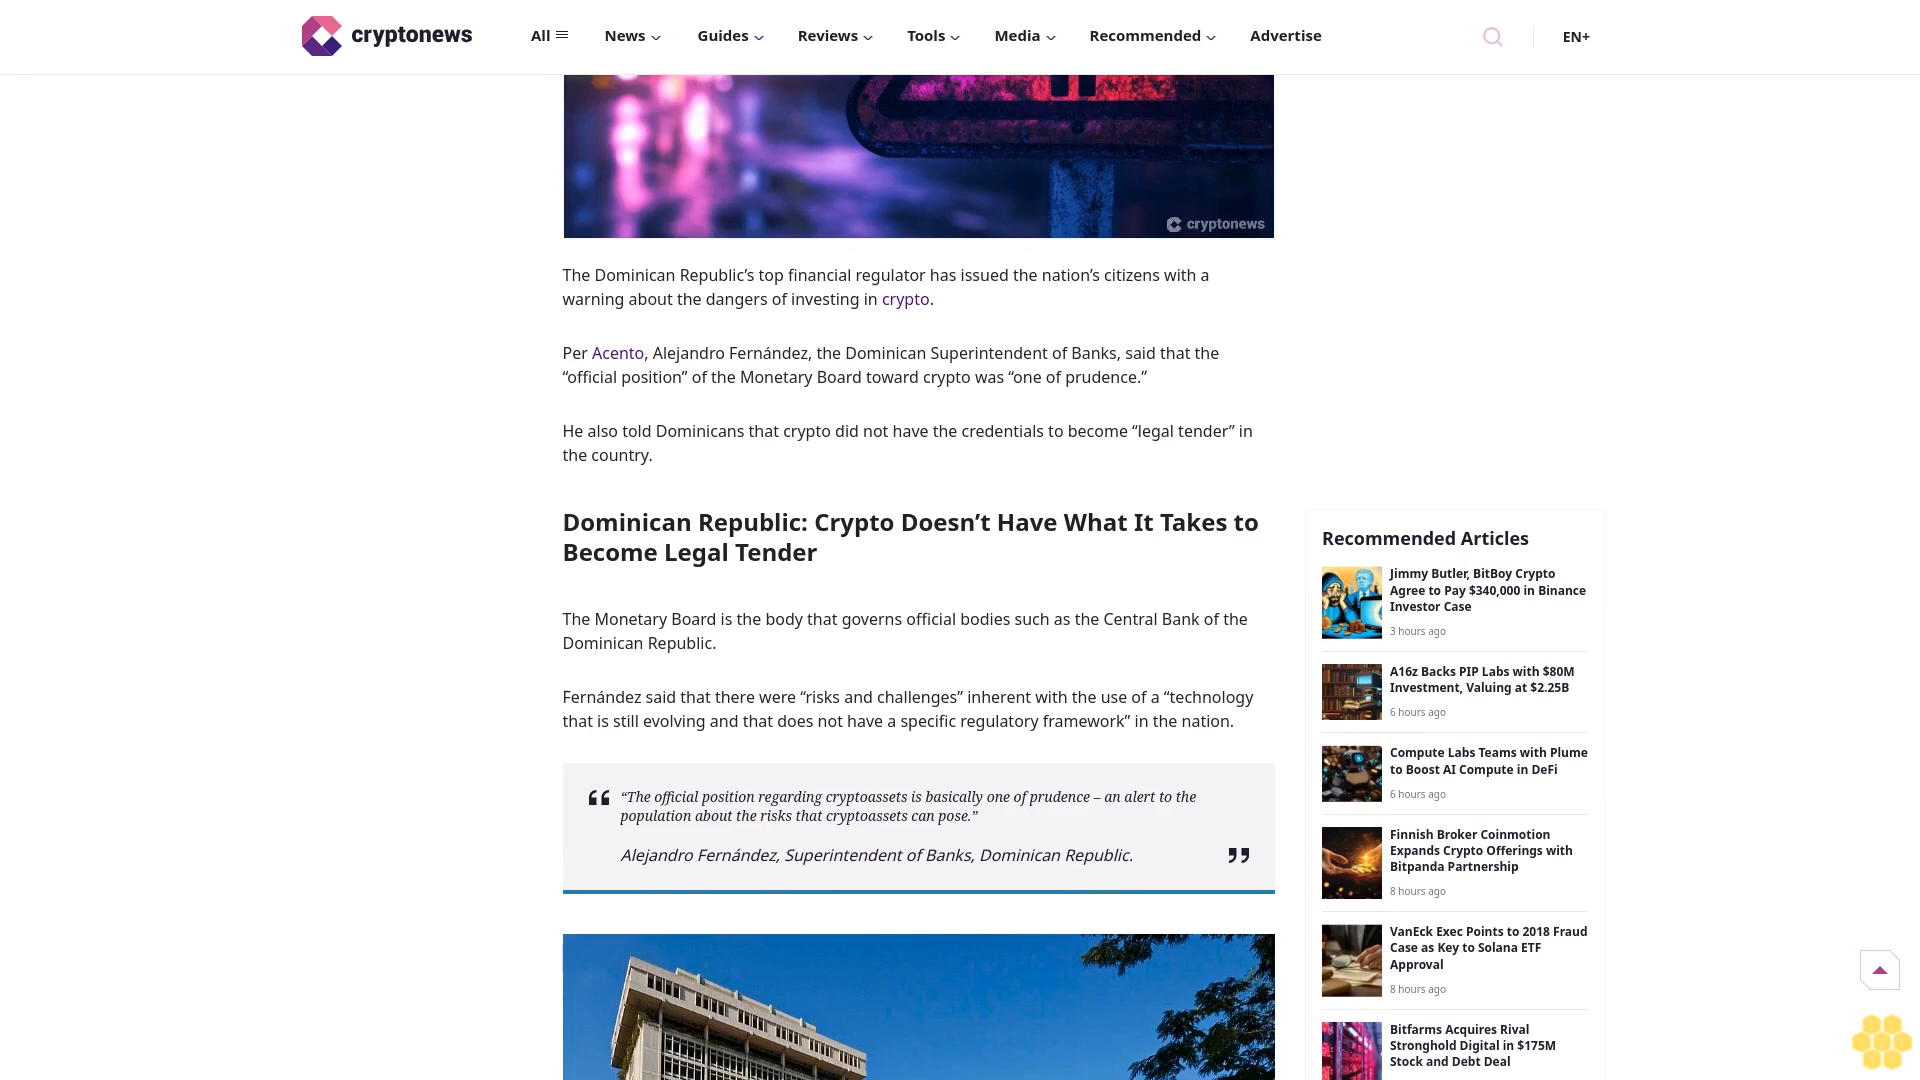 cryptonews
All
News
Guides
Reviews
Tools
Media
Recommended
Advertise
EN+
cryptonews
The Dominican Republic’s top financial regulator has issued the nation’s citizens with a
warning about the dangers of investing in crypto.
Per Acento, Alejandro Fernández, the Dominican Superintendent of Banks, said that the
“official position” of the Monetary Board toward crypto was “one of prudence.”
He also told Dominicans that crypto did not have the credentials to become “legal tender” in
the country.
Dominican Republic: Crypto Doesn’t Have What It Takes to
Become Legal Tender
The Monetary Board is the body that governs official bodies such as the Central Bank of the
Dominican Republic.
Fernández said that there were “risks and challenges” inherent with the use of a “technology
that is still evolving and that does not have a specific regulatory framework” in the nation.
“The official position regarding cryptoassets is basically one of prudence – an alert to the
population about the risks that cryptoassets can pose.”
Alejandro Fernández, Superintendent of Banks, Dominican Republic.
Recommended Articles
Jimmy Butler, BitBoy Crypto
Agree to Pay $340,000 in Binance
Investor Case
3 hours ago
A16z Backs PIP Labs with $80M
Investment, Valuing at $2.25B
6 hours ago
Compute Labs Teams with Plume
to Boost AI Compute in DeFi
6 hours ago
Finnish Broker Coinmotion
Expands Crypto Offerings with
Bitpanda Partnership
8 hours ago
VanEck Exec Points to 2018 Fraud
Case as Key to Solana ETF
Approval
8 hours ago
Bitfarms Acquires Rival
Stronghold Digital in $175M
Stock and Debt Deal